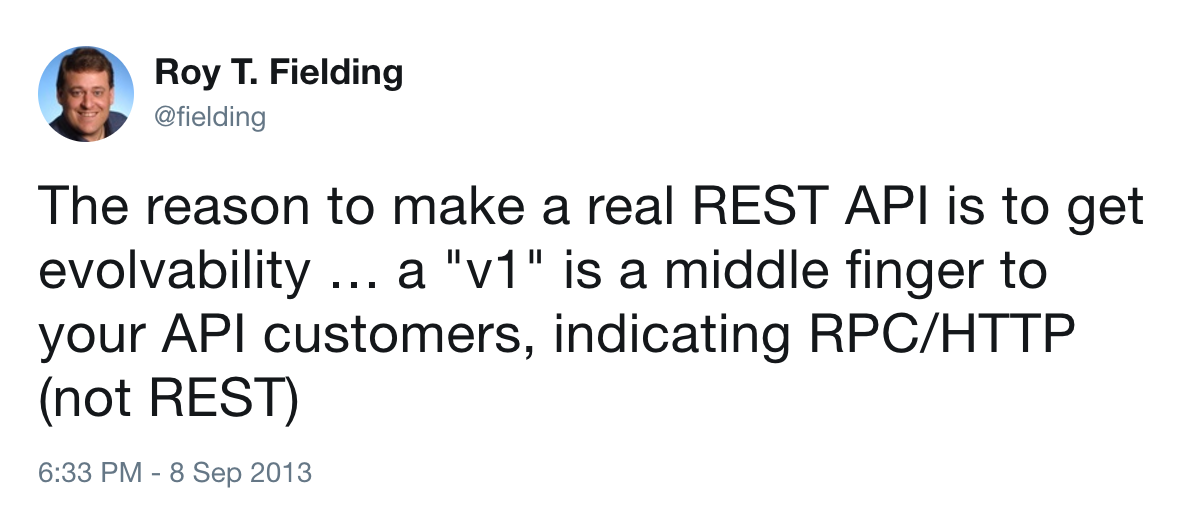 Roy T. Fielding
@fielding
The reason to make a real REST API is to get
evolvability … a "v1" is a middle finger to
your API customers, indicating RPC/HTTP
(not REST)
6:33 PM - 8 Sep 2013